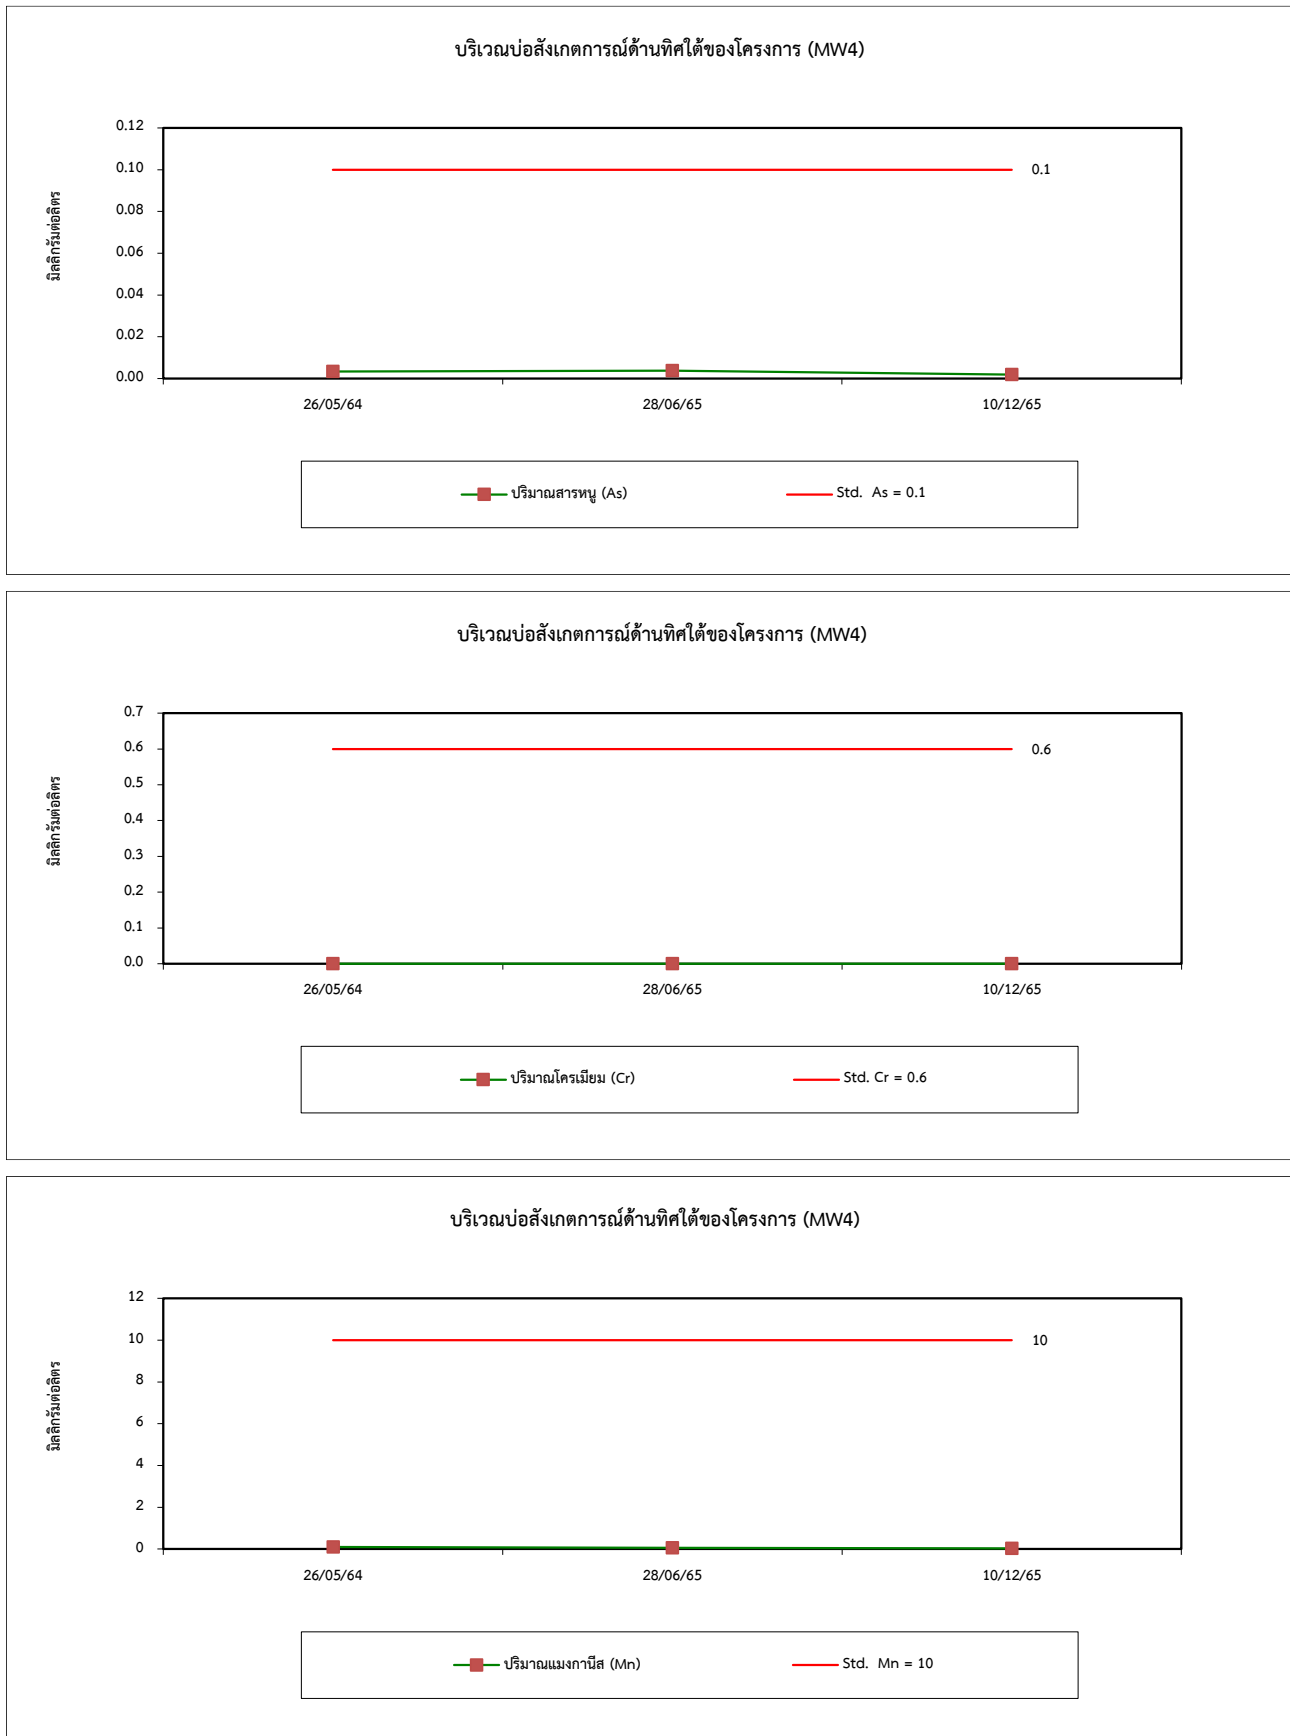 บริเวณบ่อสังเกตการณ์ด้านทิศใต้ของโครงการ (MW4)
มิลลิกรัมต่อลิตร
0.12
0.10
0.08
0.06
0.04
0.02
0.00
0.1
26/05/64 28/06/65 10/12/65
ปริมาณสารหนู (As) Std. As = 0.1
บริเวณบ่อสังเกตการณ์ด้านทิศใต้ของโครงการ (MW4)
มิลลิกรัมต่อลิตร
0.7
0.6
0.5
0.4
0.3
0.2
0.1
0.0
0.6
26/05/64 28/06/65 10/12/65
ปริมาณโครเมียม (Cr) Std. Cr = 0.6
บริเวณบ่อสังเกตการณ์ด้านทิศใต้ของโครงการ (MW4)
มิลลิกรัมต่อลิตร
12
10
8
6
4
2
0
10
26/05/64 28/06/65 10/12/65
ปริมาณแมงกานีส (Mn) Std. Mn = 10